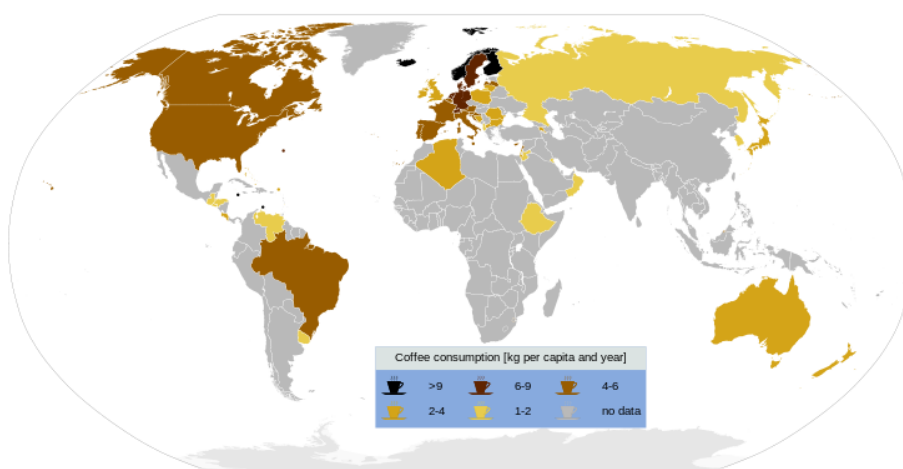 Coffee consumption [kg per capita and year]
>9 6-9 4-6
2-4 1-2 no data